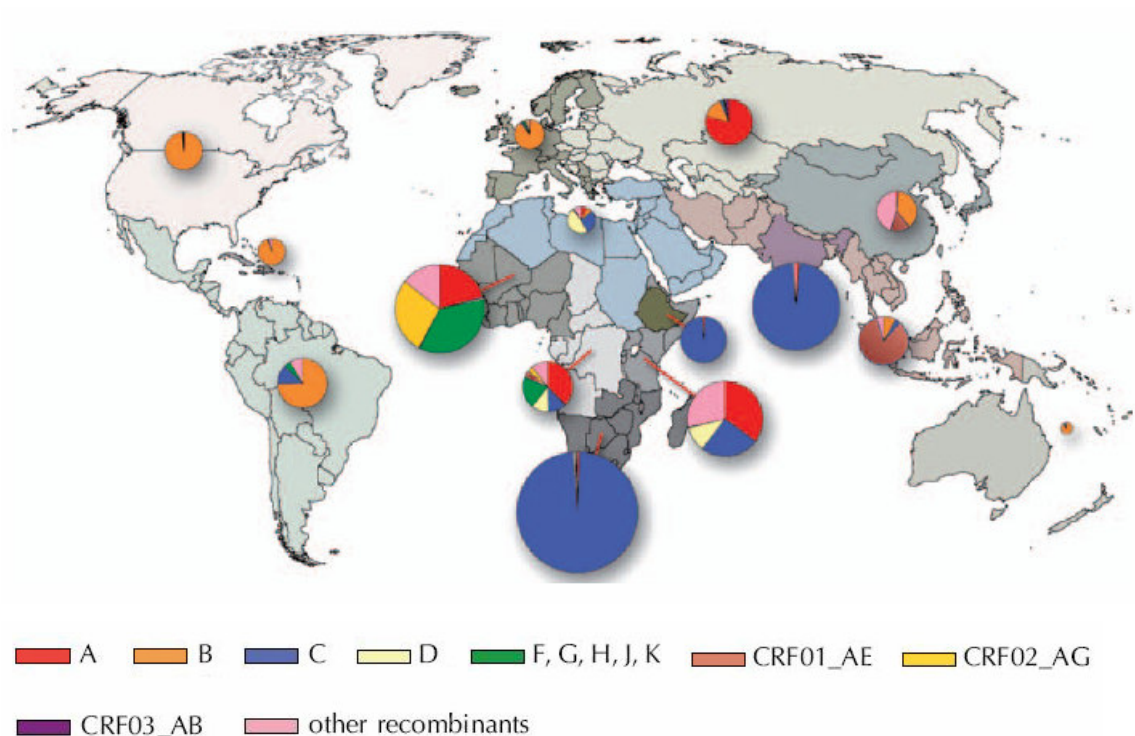 A B C D F, G, H, J, K CRF01_AE CRF02_AG
CRF03_AB other recombinants